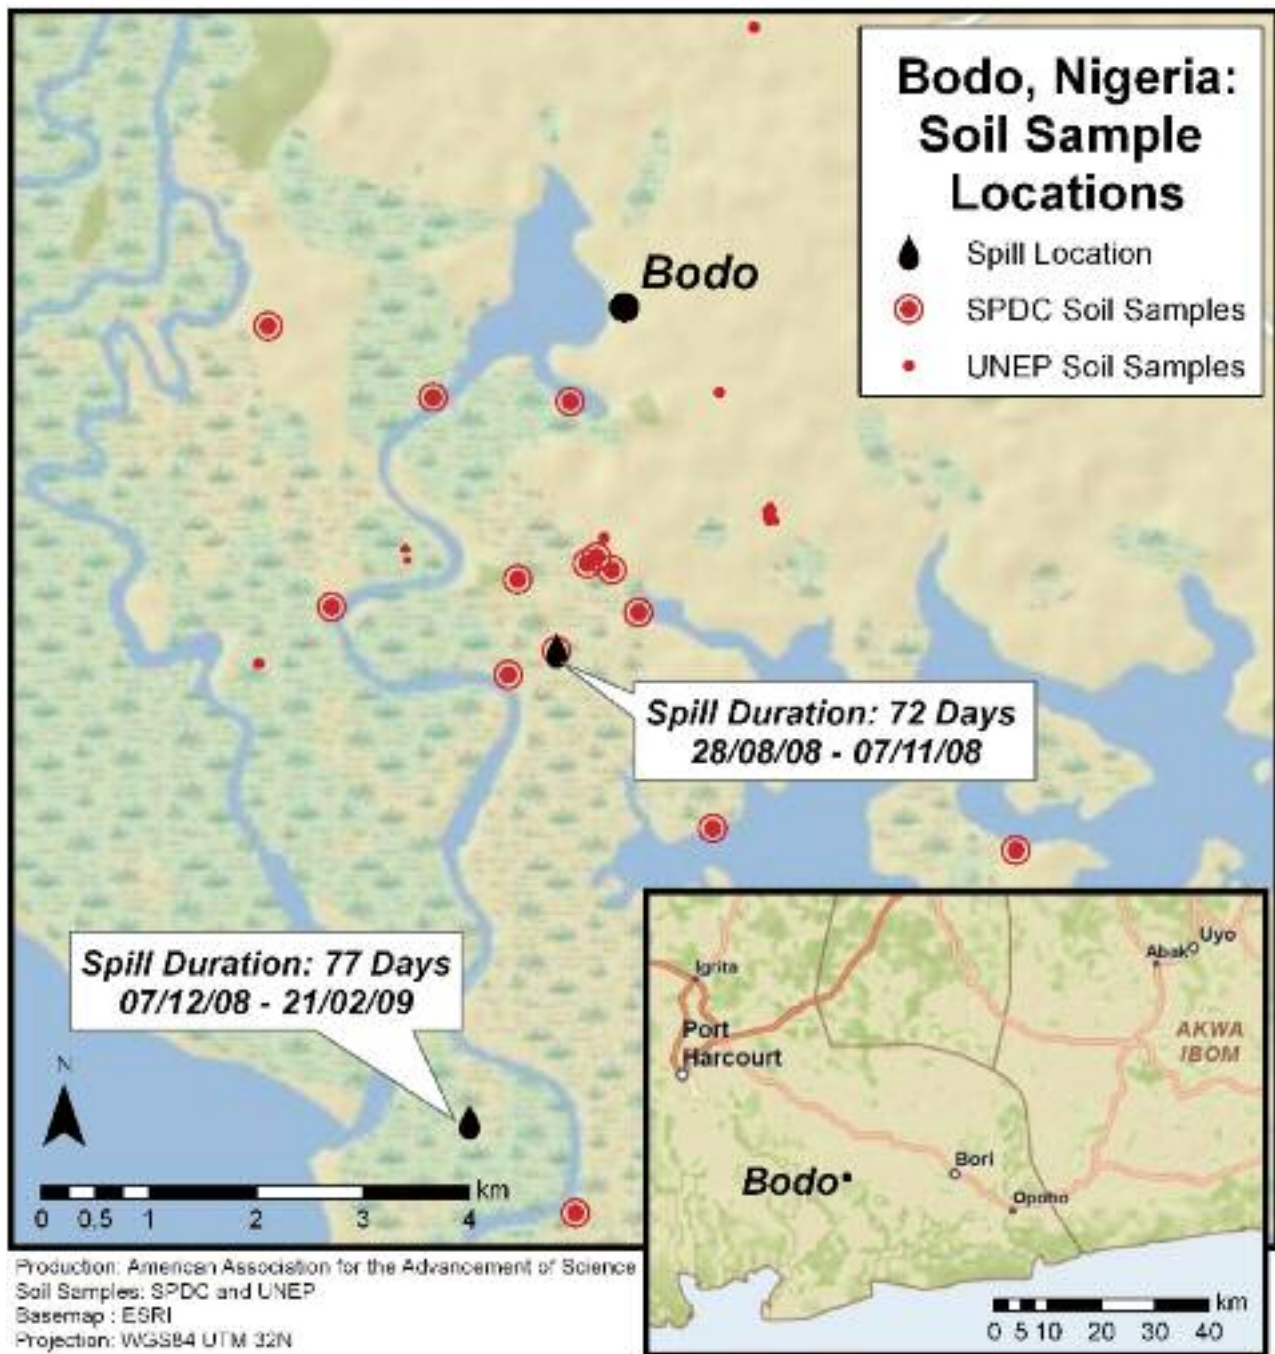 Bodo, Nigeria:
Soil Sample
Locations
Spill Location
SPDC Soil Samples
UNEP Soil Samples
Bodo
Spill Duration: 72 Days
28/08/08 - 07/11/08
Spill Duration: 77 Days
07/12/08 - 21/02/09
N
km
0 0.5 1 2 3 4
Igrita
Abak
Uyo
Port
Harcourt
AKWA
IBOM
Bori
Bodo
Opobo
km
0 5 10 20 30 40
Production: American Association for the Advancement of Science
Soil Samples: SPDC and UNEP
Basemap : ESRI
Projection: WGS84 UTM 32N